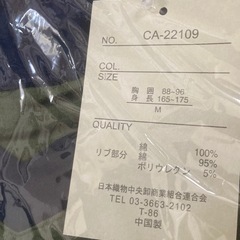 NO. CA-22109
COL.
SIZE
胸囲 88-96
身長 165-175
M
QUALITY
綿 100%
リブ部分 綿 95%
ポリウレタン 5%
日本織物中央卸商業組合連合会
TEL 03-3663-2102
T-86
中国製